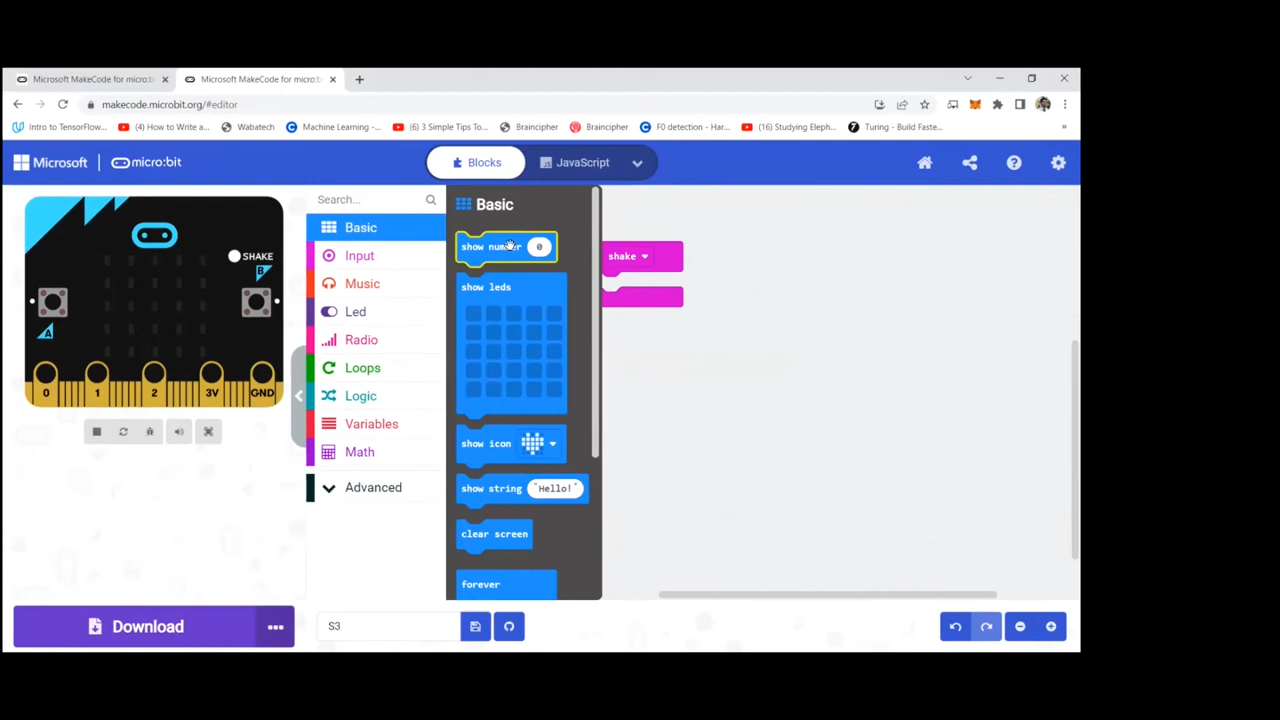 Microsoft MakeCode for micro:b
Microsoft MakeCode for micro:b
makecode.microbit.org/#editor
Intro to TensorFlow...
(4) How to Write a...
Wabatech
Machine Learning -...
(6) 3 Simple Tips To...
Braincipher
Braincipher
F0 detection - Har...
(16) Studying Eleph...
Turing - Build Faste...
»
Microsoft
micro:bit
Blocks
JavaScript
SHAKE
B
A
0 1 2 3V GND
Search...
Basic
Input
Music
Led
Radio
Loops
Logic
Variables
Math
Advanced
Basic
show number 0
show leds
show icon
show string "Hello!"
clear screen
forever
shake
Download
S3